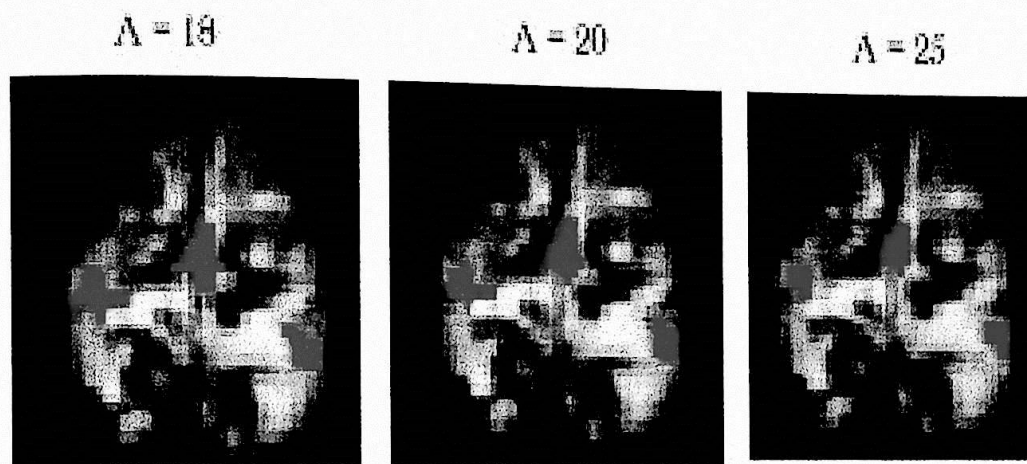 Λ = 18
Λ = 20
Λ = 25